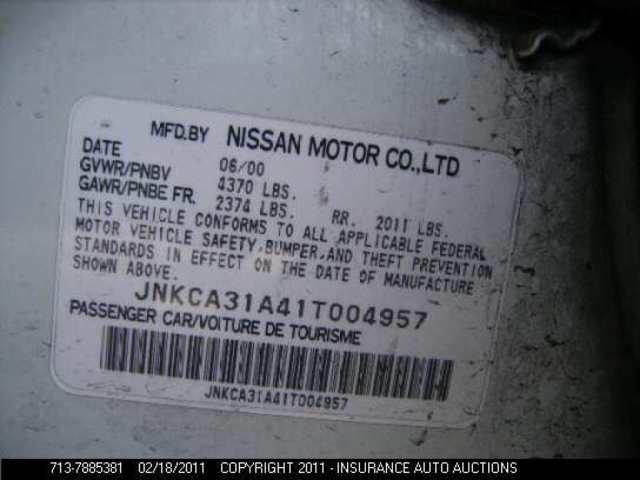 MFD.BY NISSAN MOTOR CO.,LTD
DATE 06/00
GVWR/PNBV 4370 LBS.
GAWR/PNBE FR. 2374 LBS. RR. 2011 LBS.
THIS VEHICLE CONFORMS TO ALL APPLICABLE FEDERAL
MOTOR VEHICLE SAFETY,BUMPER,AND THEFT PREVENTION
STANDARDS IN EFFECT ON THE DATE OF MANUFACTURE
SHOWN ABOVE.
JNKCA31A41T004957
PASSENGER CAR/VOITURE DE TOURISME
JNKCA31A41T004957
713-7885381 02/18/2011 COPYRIGHT 2011 - INSURANCE AUTO AUCTIONS